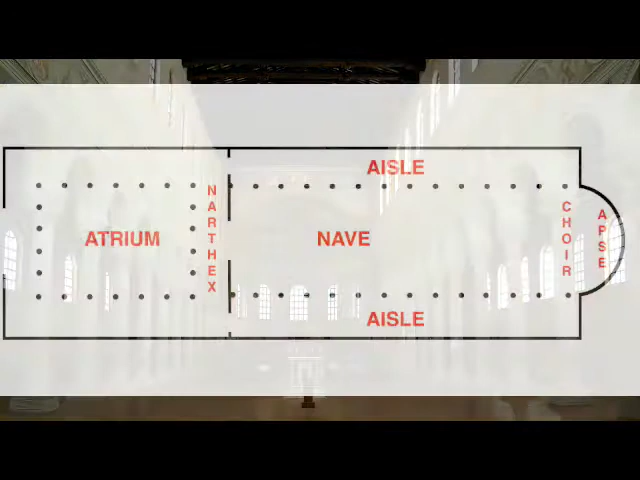 AISLE
NARTHEX
ATRIUM
NAVE
CHOIR
APSE
AISLE